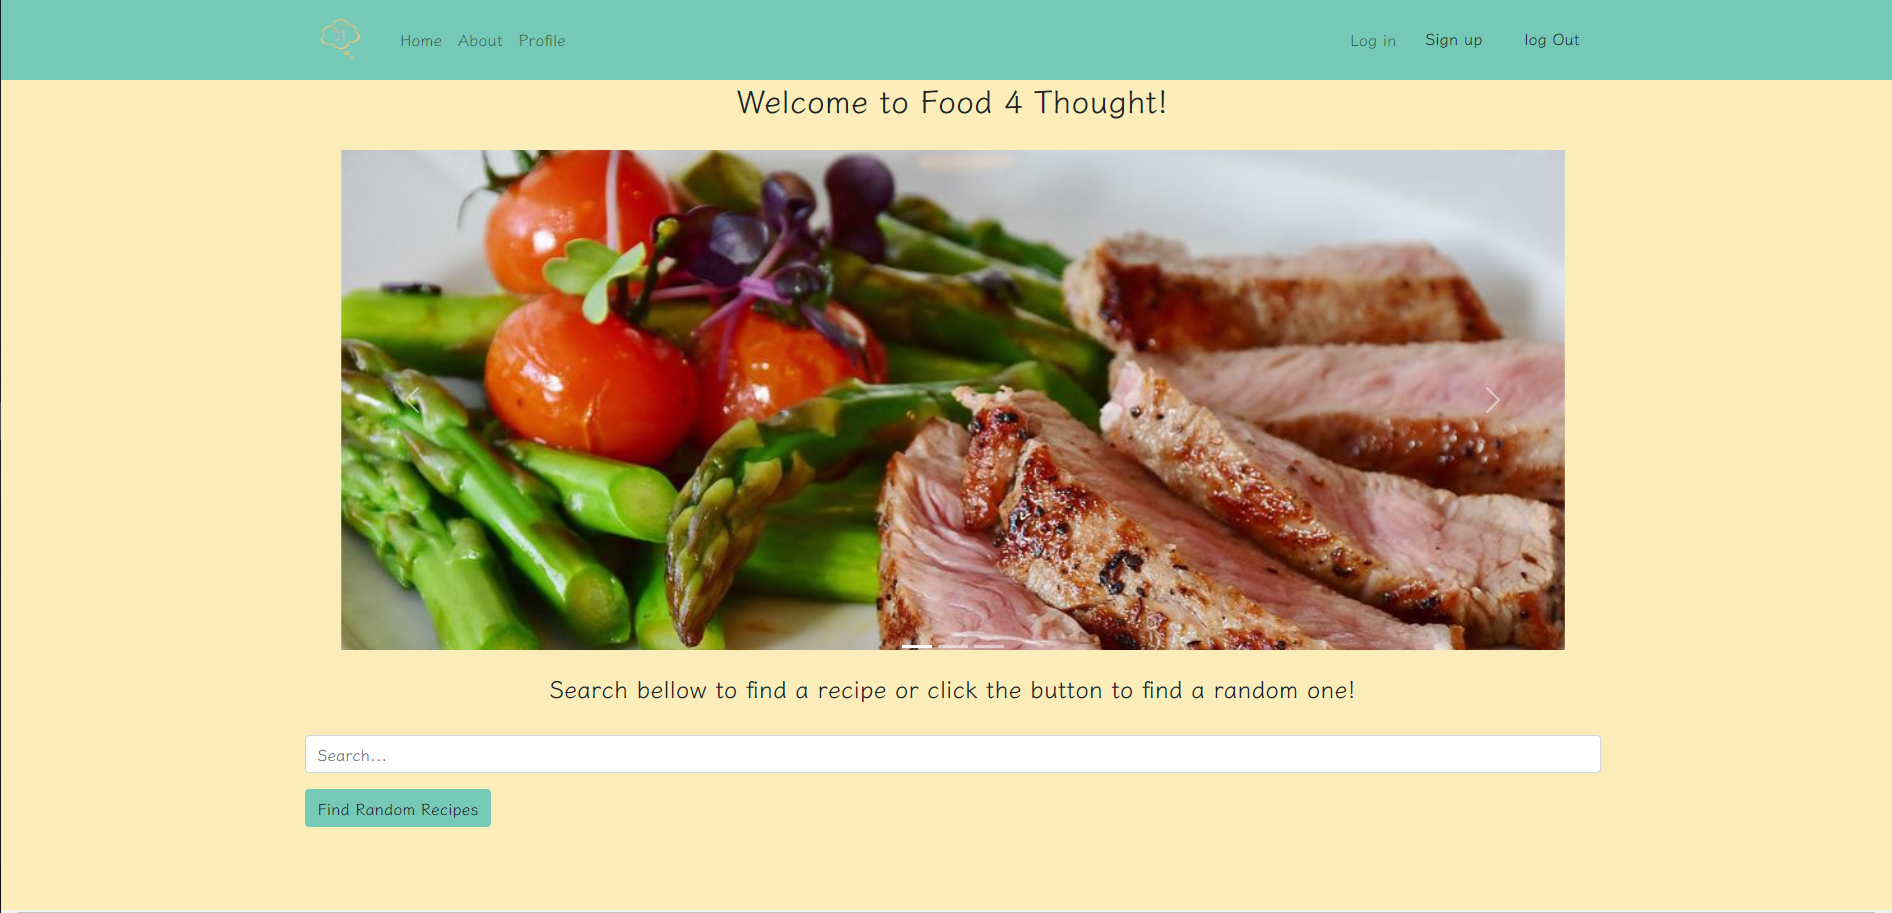 Home About Profile Log in Sign up log Out
Welcome to Food 4 Thought!
Search bellow to find a recipe or click the button to find a random one!
Search...
Find Random Recipes